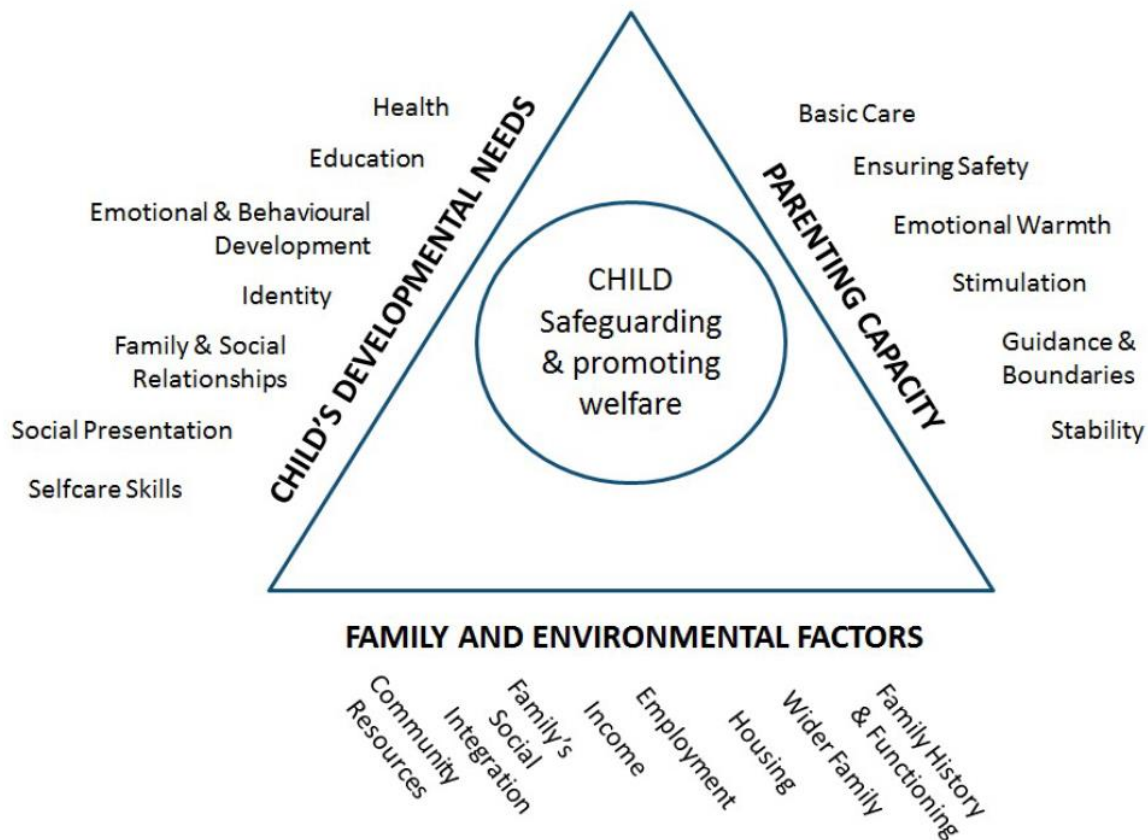 Health
Education
Emotional & Behavioural
Development
Identity
Family & Social
Relationships
Social Presentation
Selfcare Skills
CHILD'S DEVELOPMENTAL NEEDS
CHILD
Safeguarding
& promoting
welfare
PARENTING CAPACITY
Basic Care
Ensuring Safety
Emotional Warmth
Stimulation
Guidance &
Boundaries
Stability
FAMILY AND ENVIRONMENTAL FACTORS
Community
Resources
Family's
Social
Integration
Income
Employment
Housing
Wider Family
Family History
& Functioning